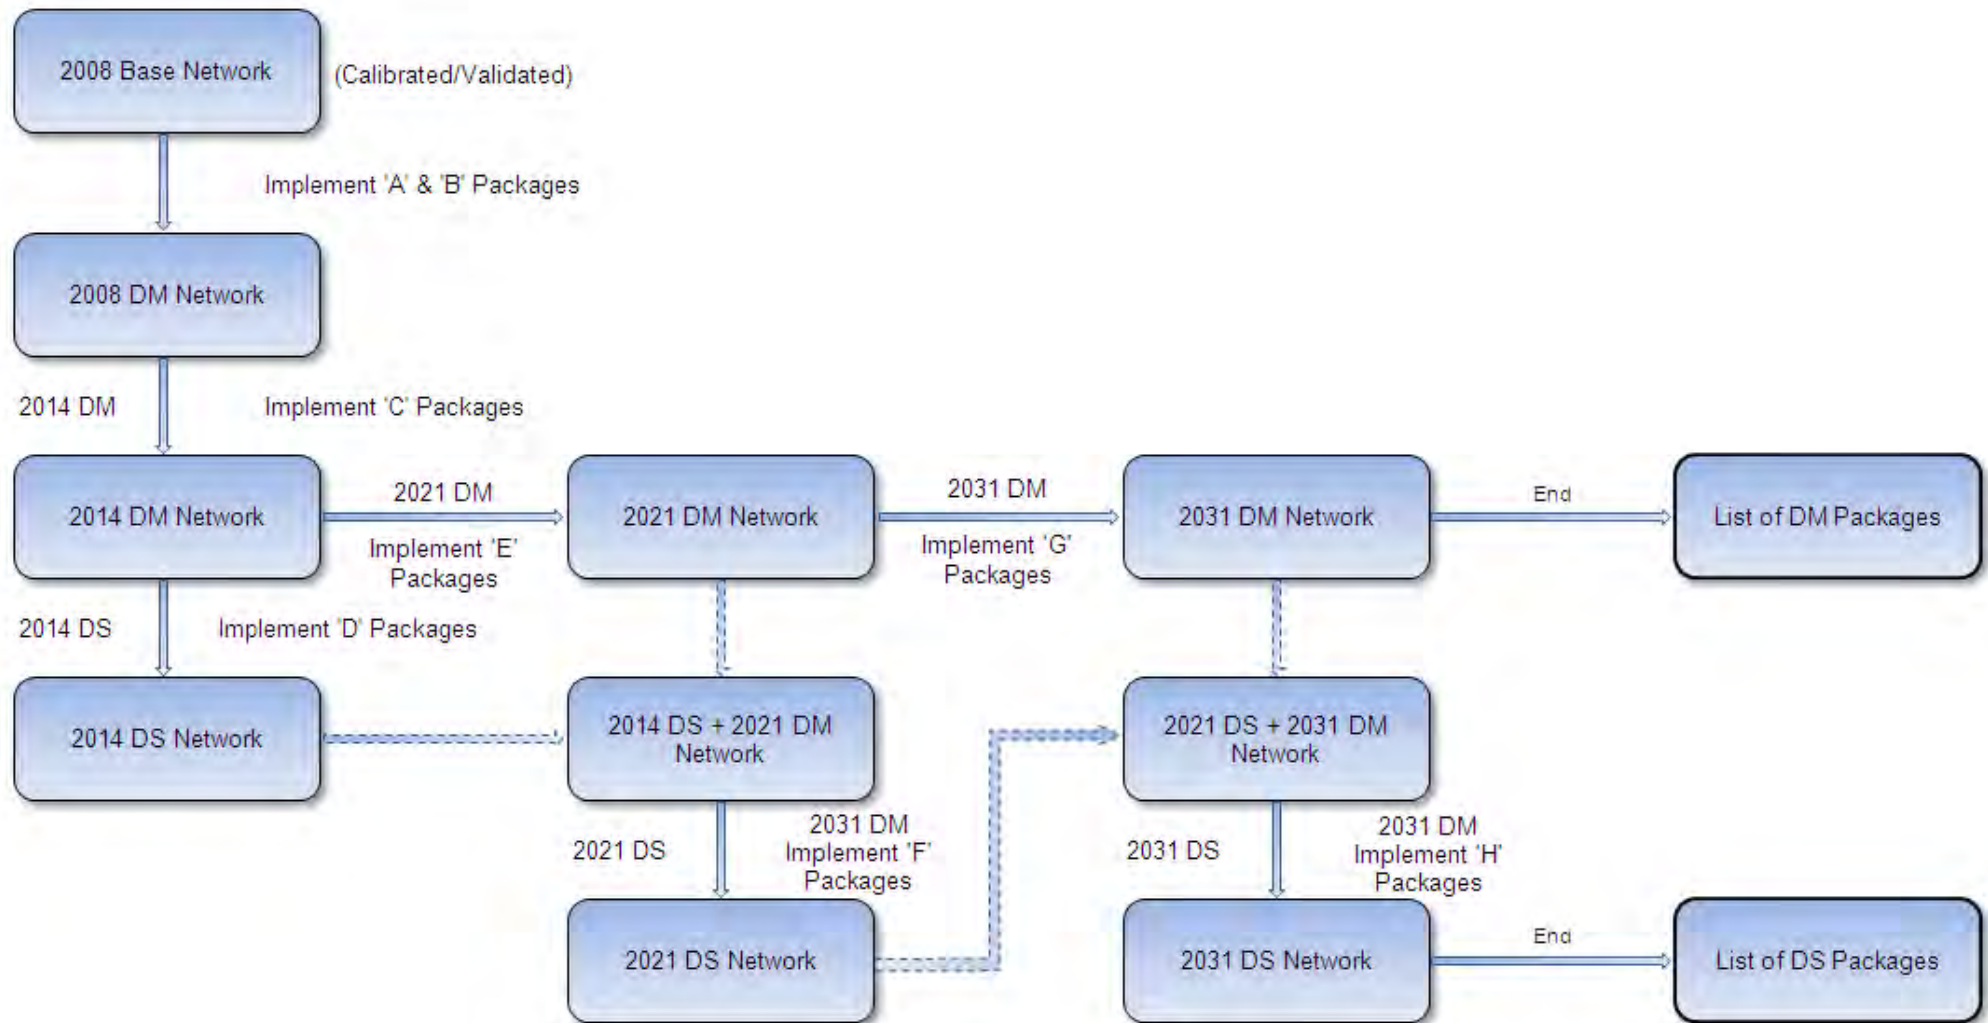 2008 Base Network
(Calibrated/Validated)
Implement 'A' & 'B' Packages
2008 DM Network
2014 DM
Implement 'C' Packages
2014 DM Network
2021 DM
Implement 'E'
Packages
2021 DM Network
2031 DM
Implement 'G'
Packages
2031 DM Network
End
List of DM Packages
2014 DS
Implement 'D' Packages
2014 DS Network
2014 DS + 2021 DM
Network
2021 DS + 2031 DM
Network
2021 DS
2031 DM
Implement 'F'
Packages
2031 DS
2031 DM
Implement 'H'
Packages
2021 DS Network
2031 DS Network
End
List of DS Packages